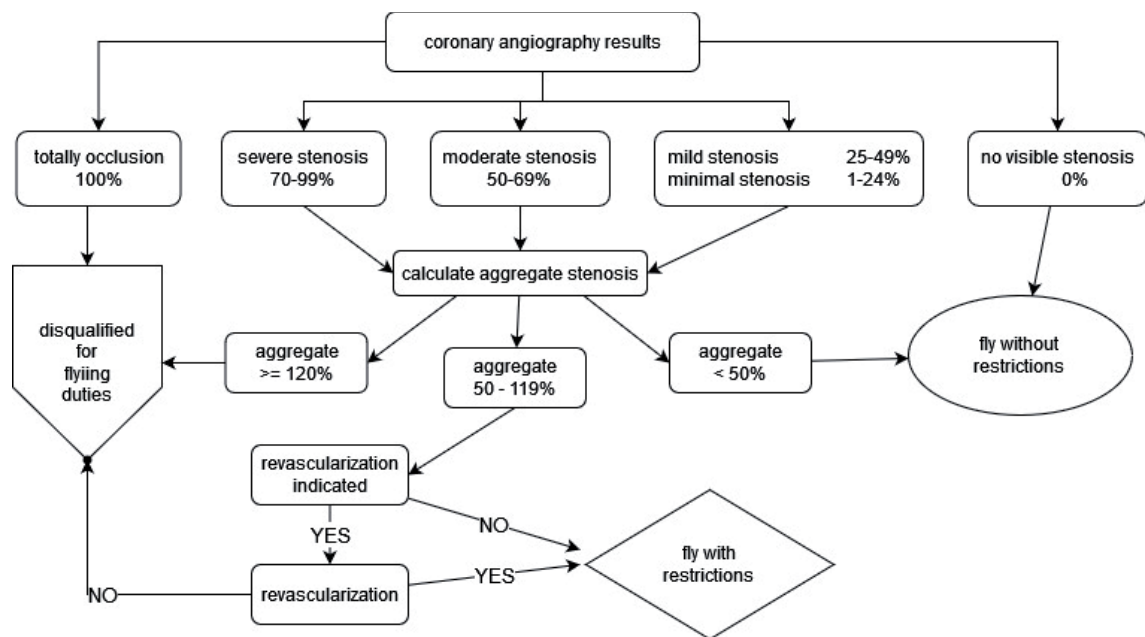 coronary angiography results
totally occlusion
100%
severe stenosis
70-99%
moderate stenosis
50-69%
mild stenosis 25-49%
minimal stenosis 1-24%
no visible stenosis
0%
calculate aggregate stenosis
disqualified
for
flyiing
duties
aggregate
>= 120%
aggregate
50 - 119%
aggregate
< 50%
fly without
restrictions
revascularization
indicated
YES
NO
revascularization
NO
YES
fly with
restrictions